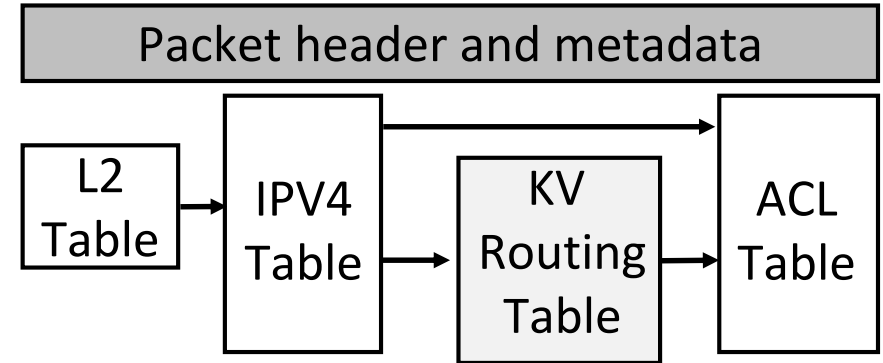 Packet header and metadata
L2
Table
IPV4
Table
KV
Routing
Table
ACL
Table